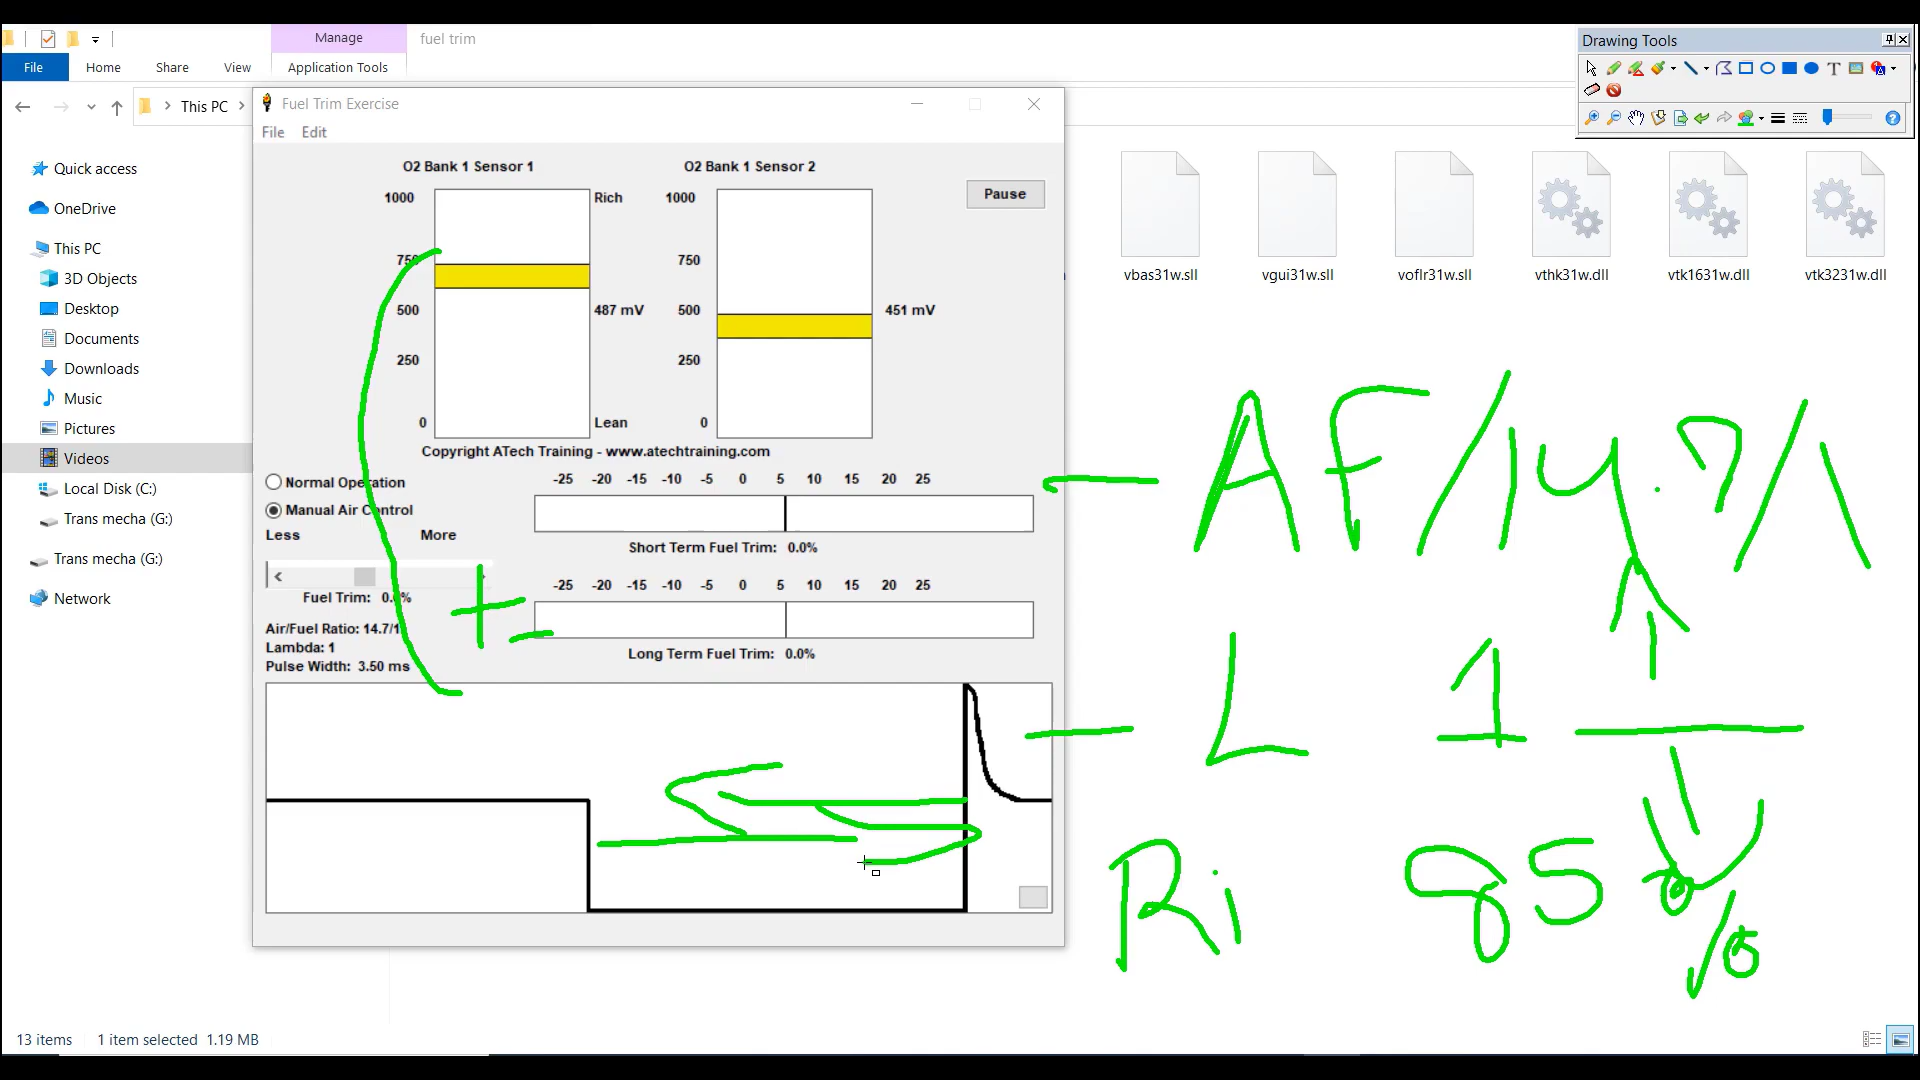 Manage
fuel trim
Drawing Tools
File
Home
Share
View
Application Tools
This PC
Fuel Trim Exercise
File Edit
Quick access
OneDrive
This PC
3D Objects
Desktop
Documents
Downloads
Music
Pictures
Videos
Local Disk (C:)
Trans mecha (G:)
Trans mecha (G:)
Network
O2 Bank 1 Sensor 1
O2 Bank 1 Sensor 2
Pause
1000
Rich
1000
750
750
500
487 mV
500
451 mV
250
250
0
Lean
0
Copyright ATech Training - www.atechtraining.com
Normal Operation
Manual Air Control
Less More
Fuel Trim: 0.0%
Air/Fuel Ratio: 14.7/1
Lambda: 1
Pulse Width: 3.50 ms
-25 -20 -15 -10 -5 0 5 10 15 20 25
Short Term Fuel Trim: 0.0%
-25 -20 -15 -10 -5 0 5 10 15 20 25
Long Term Fuel Trim: 0.0%
vbas31w.sll
vgui31w.sll
voflr31w.sll
vthk31w.dll
vtk1631w.dll
vtk3231w.dll
AF/14.7/1
L 1
Ri 85 %
13 items
1 item selected 1.19 MB